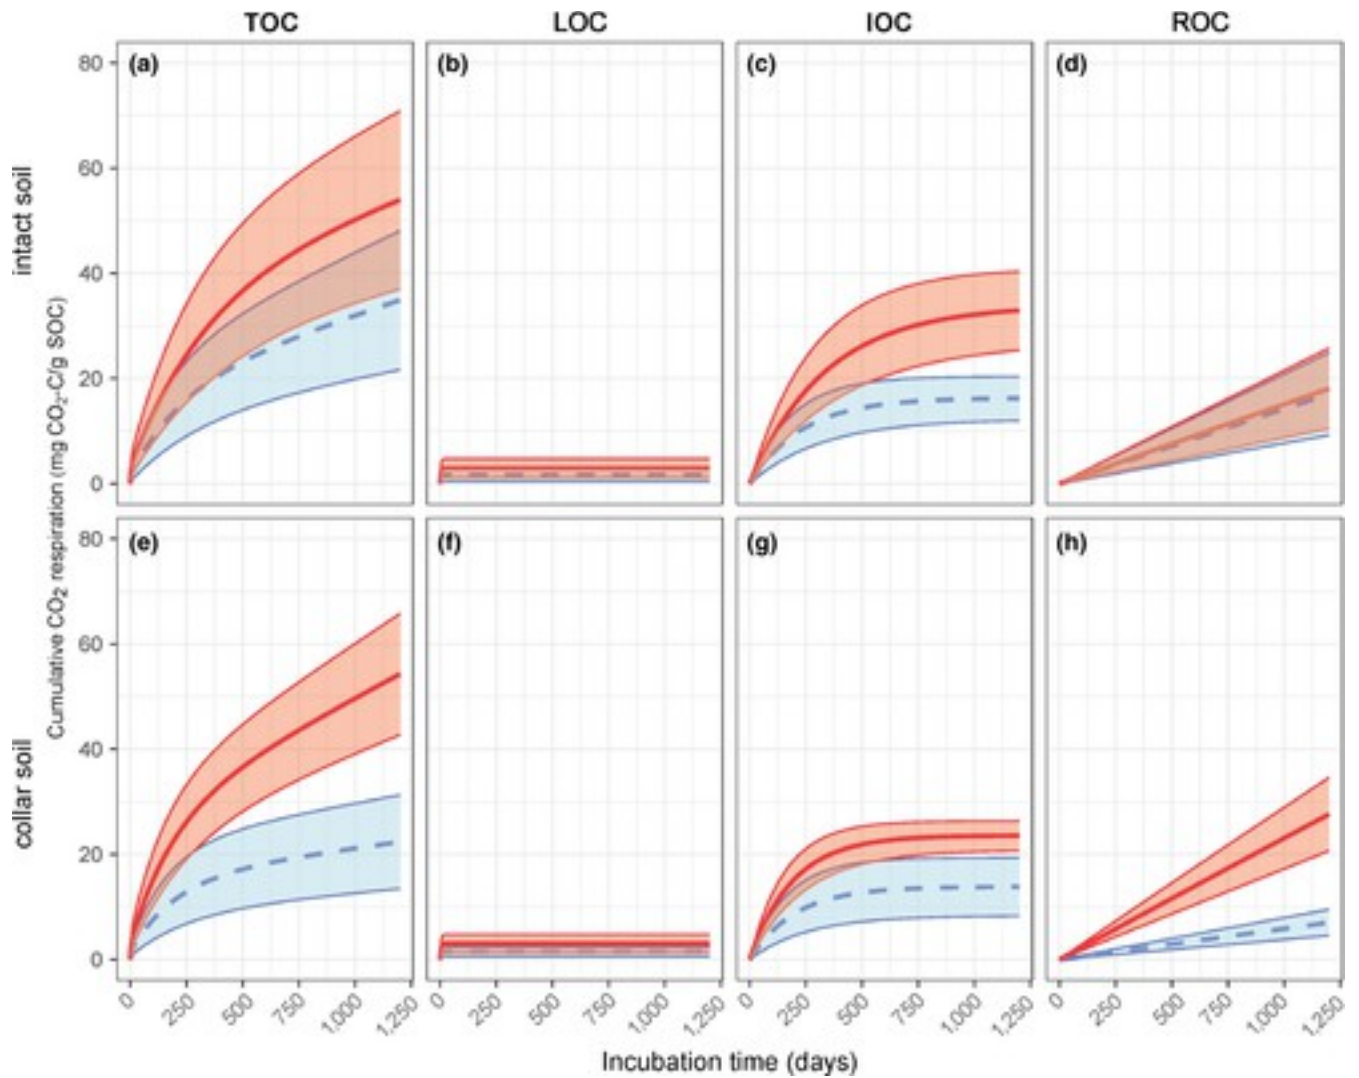 TOC LOC IOC ROC
(a) (b) (c) (d)
80
60
40
20
0
intact soil
Cumulative CO2 respiration (mg CO2-C/g SOC)
(e) (f) (g) (h)
80
60
40
20
0
collar soil
0 250 500 750 1,000 1,250 0 250 500 750 1,000 1,250 0 250 500 750 1,000 1,250 0 250 500 750 1,000 1,250
Incubation time (days)